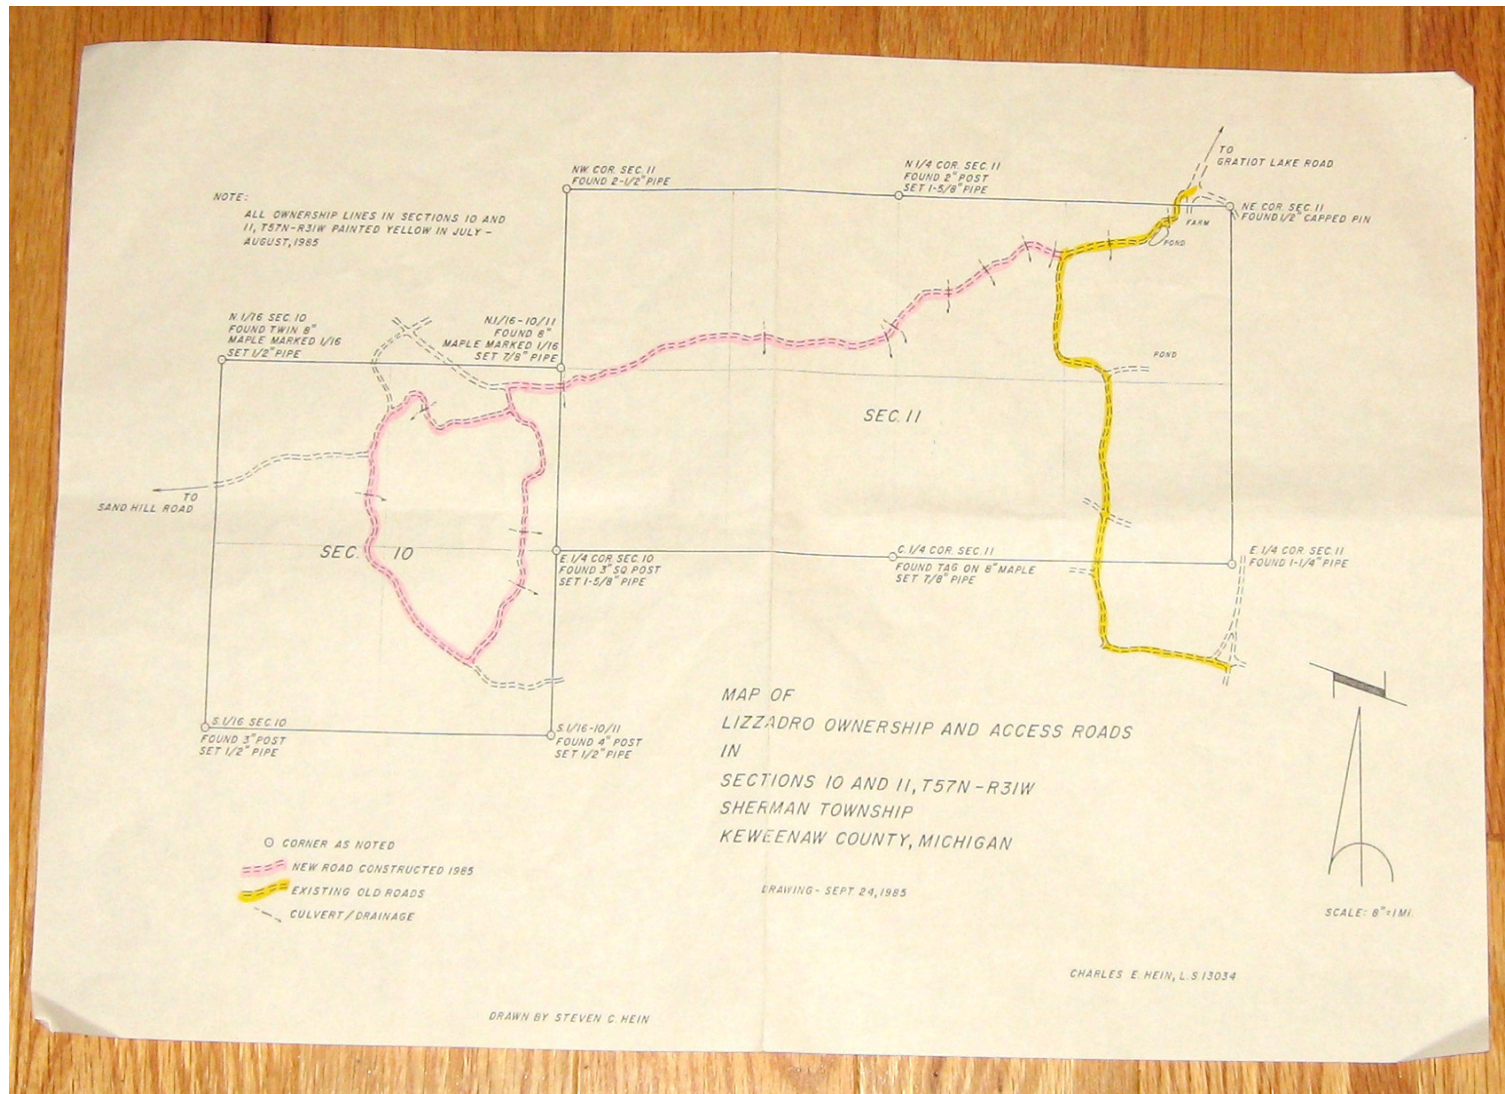 TO
GRATIOT LAKE ROAD
NW. COR. SEC. 11
FOUND 2-1/2" PIPE
N 1/4 COR. SEC. 11
FOUND 2" POST
SET 1-5/8" PIPE
NE COR. SEC. 11
FOUND 1/2" CAPPED PIN
NOTE:
ALL OWNERSHIP LINES IN SECTIONS 10 AND
11, T57N-R31W PAINTED YELLOW IN JULY -
AUGUST, 1985
FARM
POND
N. 1/16 SEC. 10
FOUND TWIN 8"
MAPLE MARKED 1/16
SET 1/2" PIPE
N.1/16-10/11
FOUND 8"
MAPLE MARKED 1/16
SET 7/8" PIPE
POND
SEC. 11
TO
SAND HILL ROAD
SEC. 10
E. 1/4 COR. SEC. 10
FOUND 3" SQ POST
SET 1-5/8" PIPE
C. 1/4 COR. SEC. 11
FOUND TAG ON 8" MAPLE
SET 7/8" PIPE
E. 1/4 COR. SEC. 11
FOUND 1-1/4" PIPE
S. 1/16 SEC. 10
FOUND 3" POST
SET 1/2" PIPE
S. 1/16-10/11
FOUND 4" POST
SET 1/2" PIPE
MAP OF
LIZZADRO OWNERSHIP AND ACCESS ROADS
IN
SECTIONS 10 AND 11, T57N-R31W
SHERMAN TOWNSHIP
KEWEENAW COUNTY, MICHIGAN
CORNER AS NOTED
NEW ROAD CONSTRUCTED 1985
EXISTING OLD ROADS
CULVERT/DRAINAGE
DRAWING- SEPT 24, 1985
N
SCALE: 8"=1MI.
CHARLES E. HEIN, L.S. 13034
DRAWN BY STEVEN C. HEIN